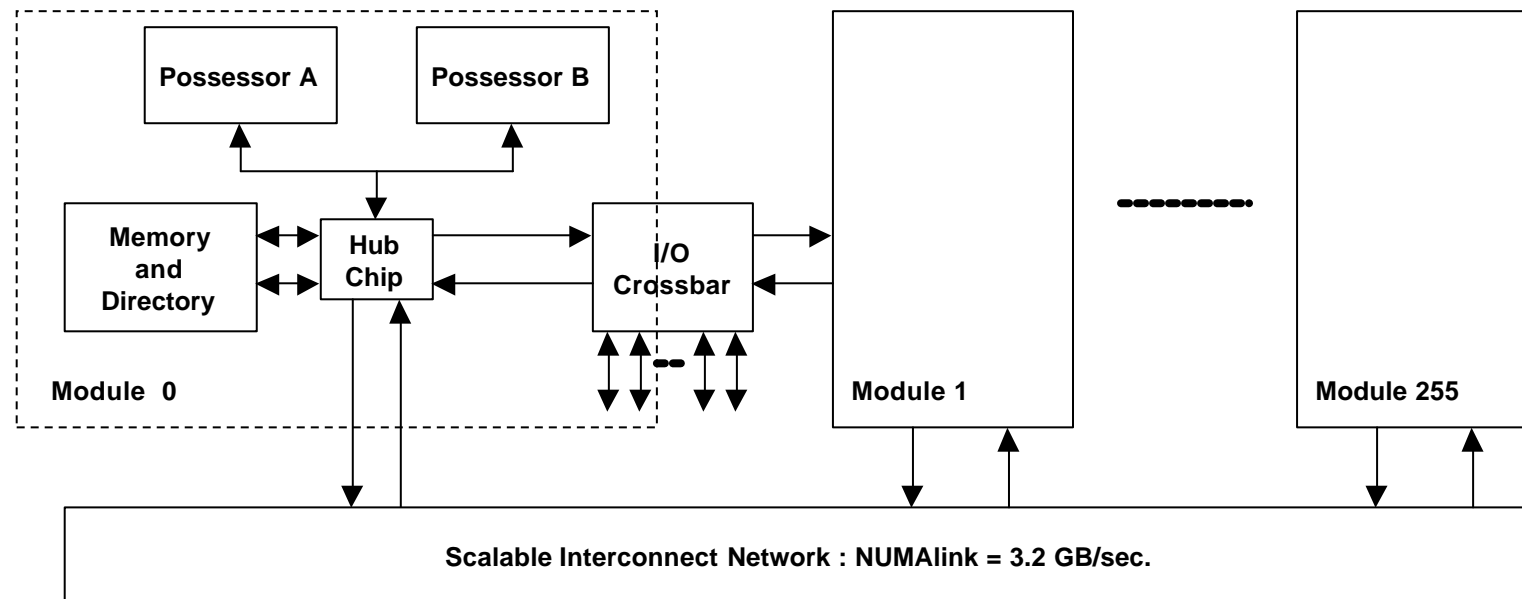 Possessor A
Possessor B
Memory
and
Directory
Hub
Chip
I/O
Crossbar
Module 0
Module 1
Module 255
Scalable Interconnect Network : NUMAlink = 3.2 GB/sec.